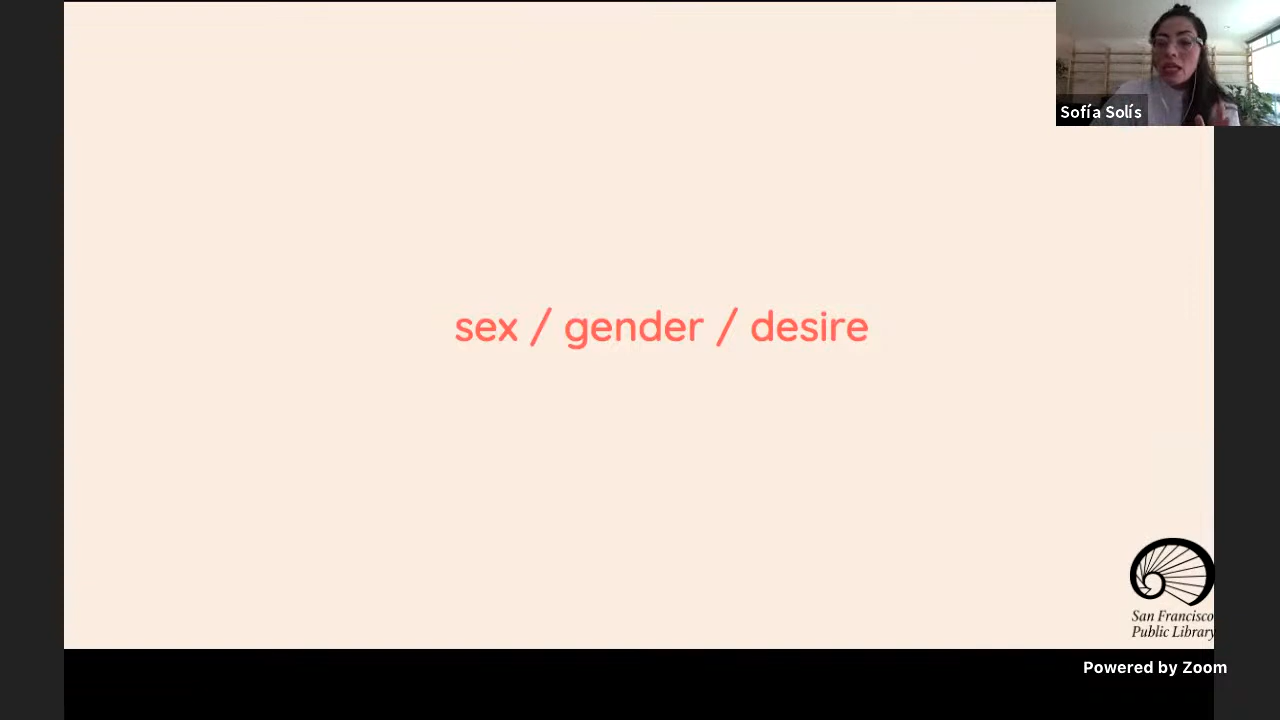 Sofía Solís
sex / gender / desire
San Francisco
Public Library
Powered by Zoom